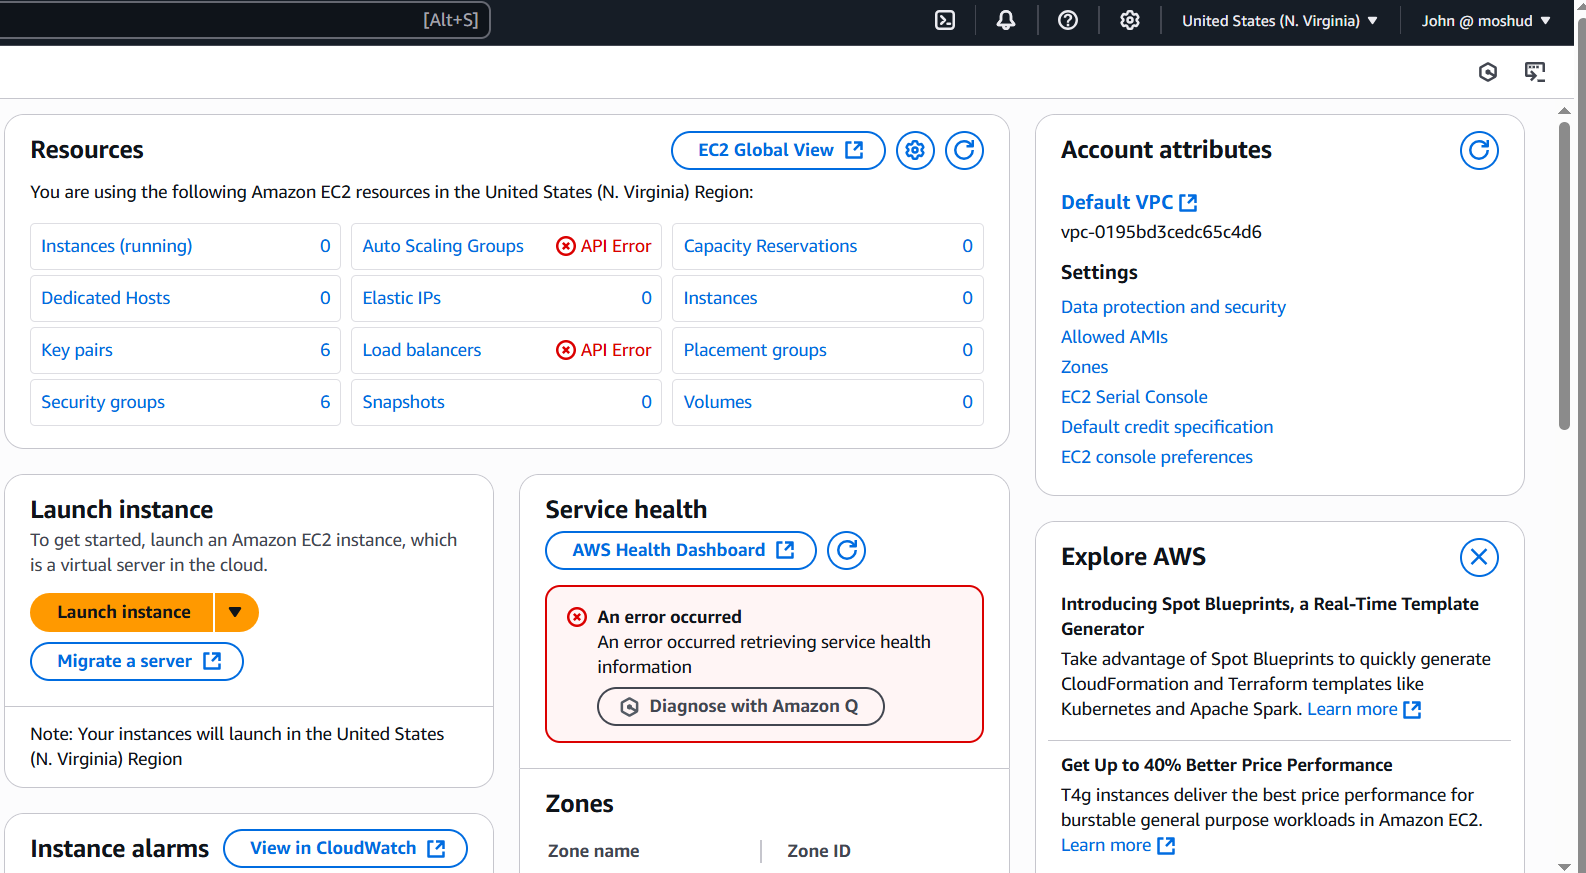 [Alt+S]
United States (N. Virginia)
John @ moshud
Resources
EC2 Global View
You are using the following Amazon EC2 resources in the United States (N. Virginia) Region:
Instances (running) 0
Auto Scaling Groups API Error
Capacity Reservations 0
Dedicated Hosts 0
Elastic IPs 0
Instances 0
Key pairs 6
Load balancers API Error
Placement groups 0
Security groups 6
Snapshots 0
Volumes 0
Account attributes
Default VPC
vpc-0195bd3cedc65c4d6
Settings
Data protection and security
Allowed AMIs
Zones
EC2 Serial Console
Default credit specification
EC2 console preferences
Launch instance
To get started, launch an Amazon EC2 instance, which
is a virtual server in the cloud.
Launch instance
Migrate a server
Note: Your instances will launch in the United States
(N. Virginia) Region
Instance alarms
View in CloudWatch
Service health
AWS Health Dashboard
An error occurred
An error occurred retrieving service health
information
Diagnose with Amazon Q
Zones
Zone name
Zone ID
Explore AWS
Introducing Spot Blueprints, a Real-Time Template
Generator
Take advantage of Spot Blueprints to quickly generate
CloudFormation and Terraform templates like
Kubernetes and Apache Spark. Learn more
Get Up to 40% Better Price Performance
T4g instances deliver the best price performance for
burstable general purpose workloads in Amazon EC2.
Learn more